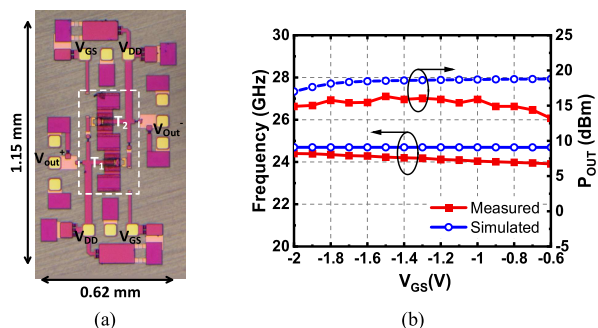 1.15 mm
0.62 mm
V_GS V_DD
T_2
V_Out^-
V_out^+
T_1
V_DD V_GS
(a)
Frequency (GHz)
30
28
26
24
22
20
P_OUT (dBm)
25
20
15
10
5
0
-5
Measured
Simulated
-2 -1.8 -1.6 -1.4 -1.2 -1 -0.8 -0.6
V_GS(V)
(b)